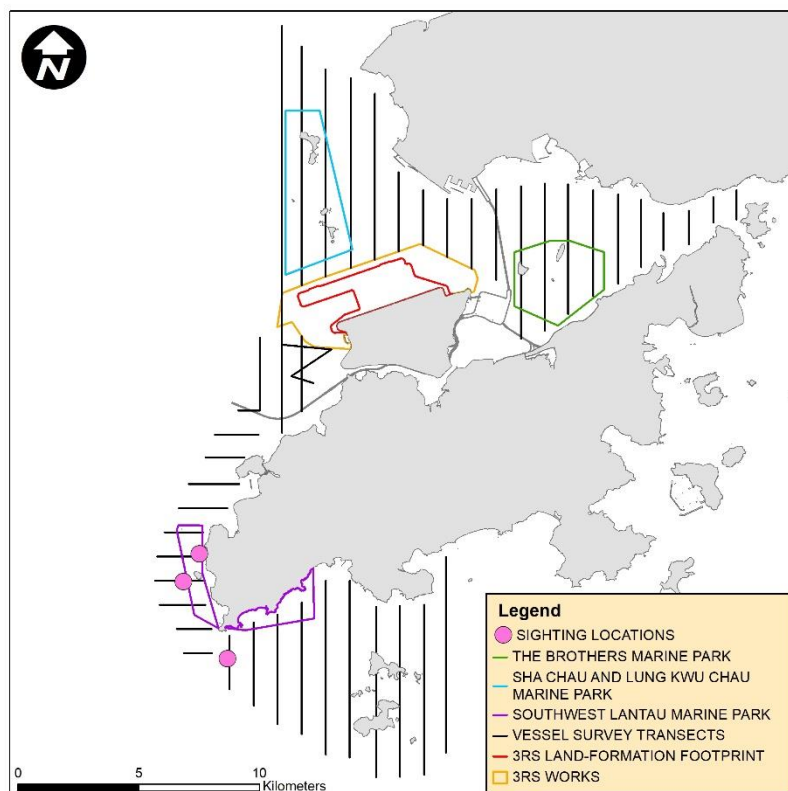 N
Legend
SIGHTING LOCATIONS
THE BROTHERS MARINE PARK
SHA CHAU AND LUNG KWU CHAU
MARINE PARK
SOUTHWEST LANTAU MARINE PARK
VESSEL SURVEY TRANSECTS
3RS LAND-FORMATION FOOTPRINT
3RS WORKS
0 5 10
Kilometers